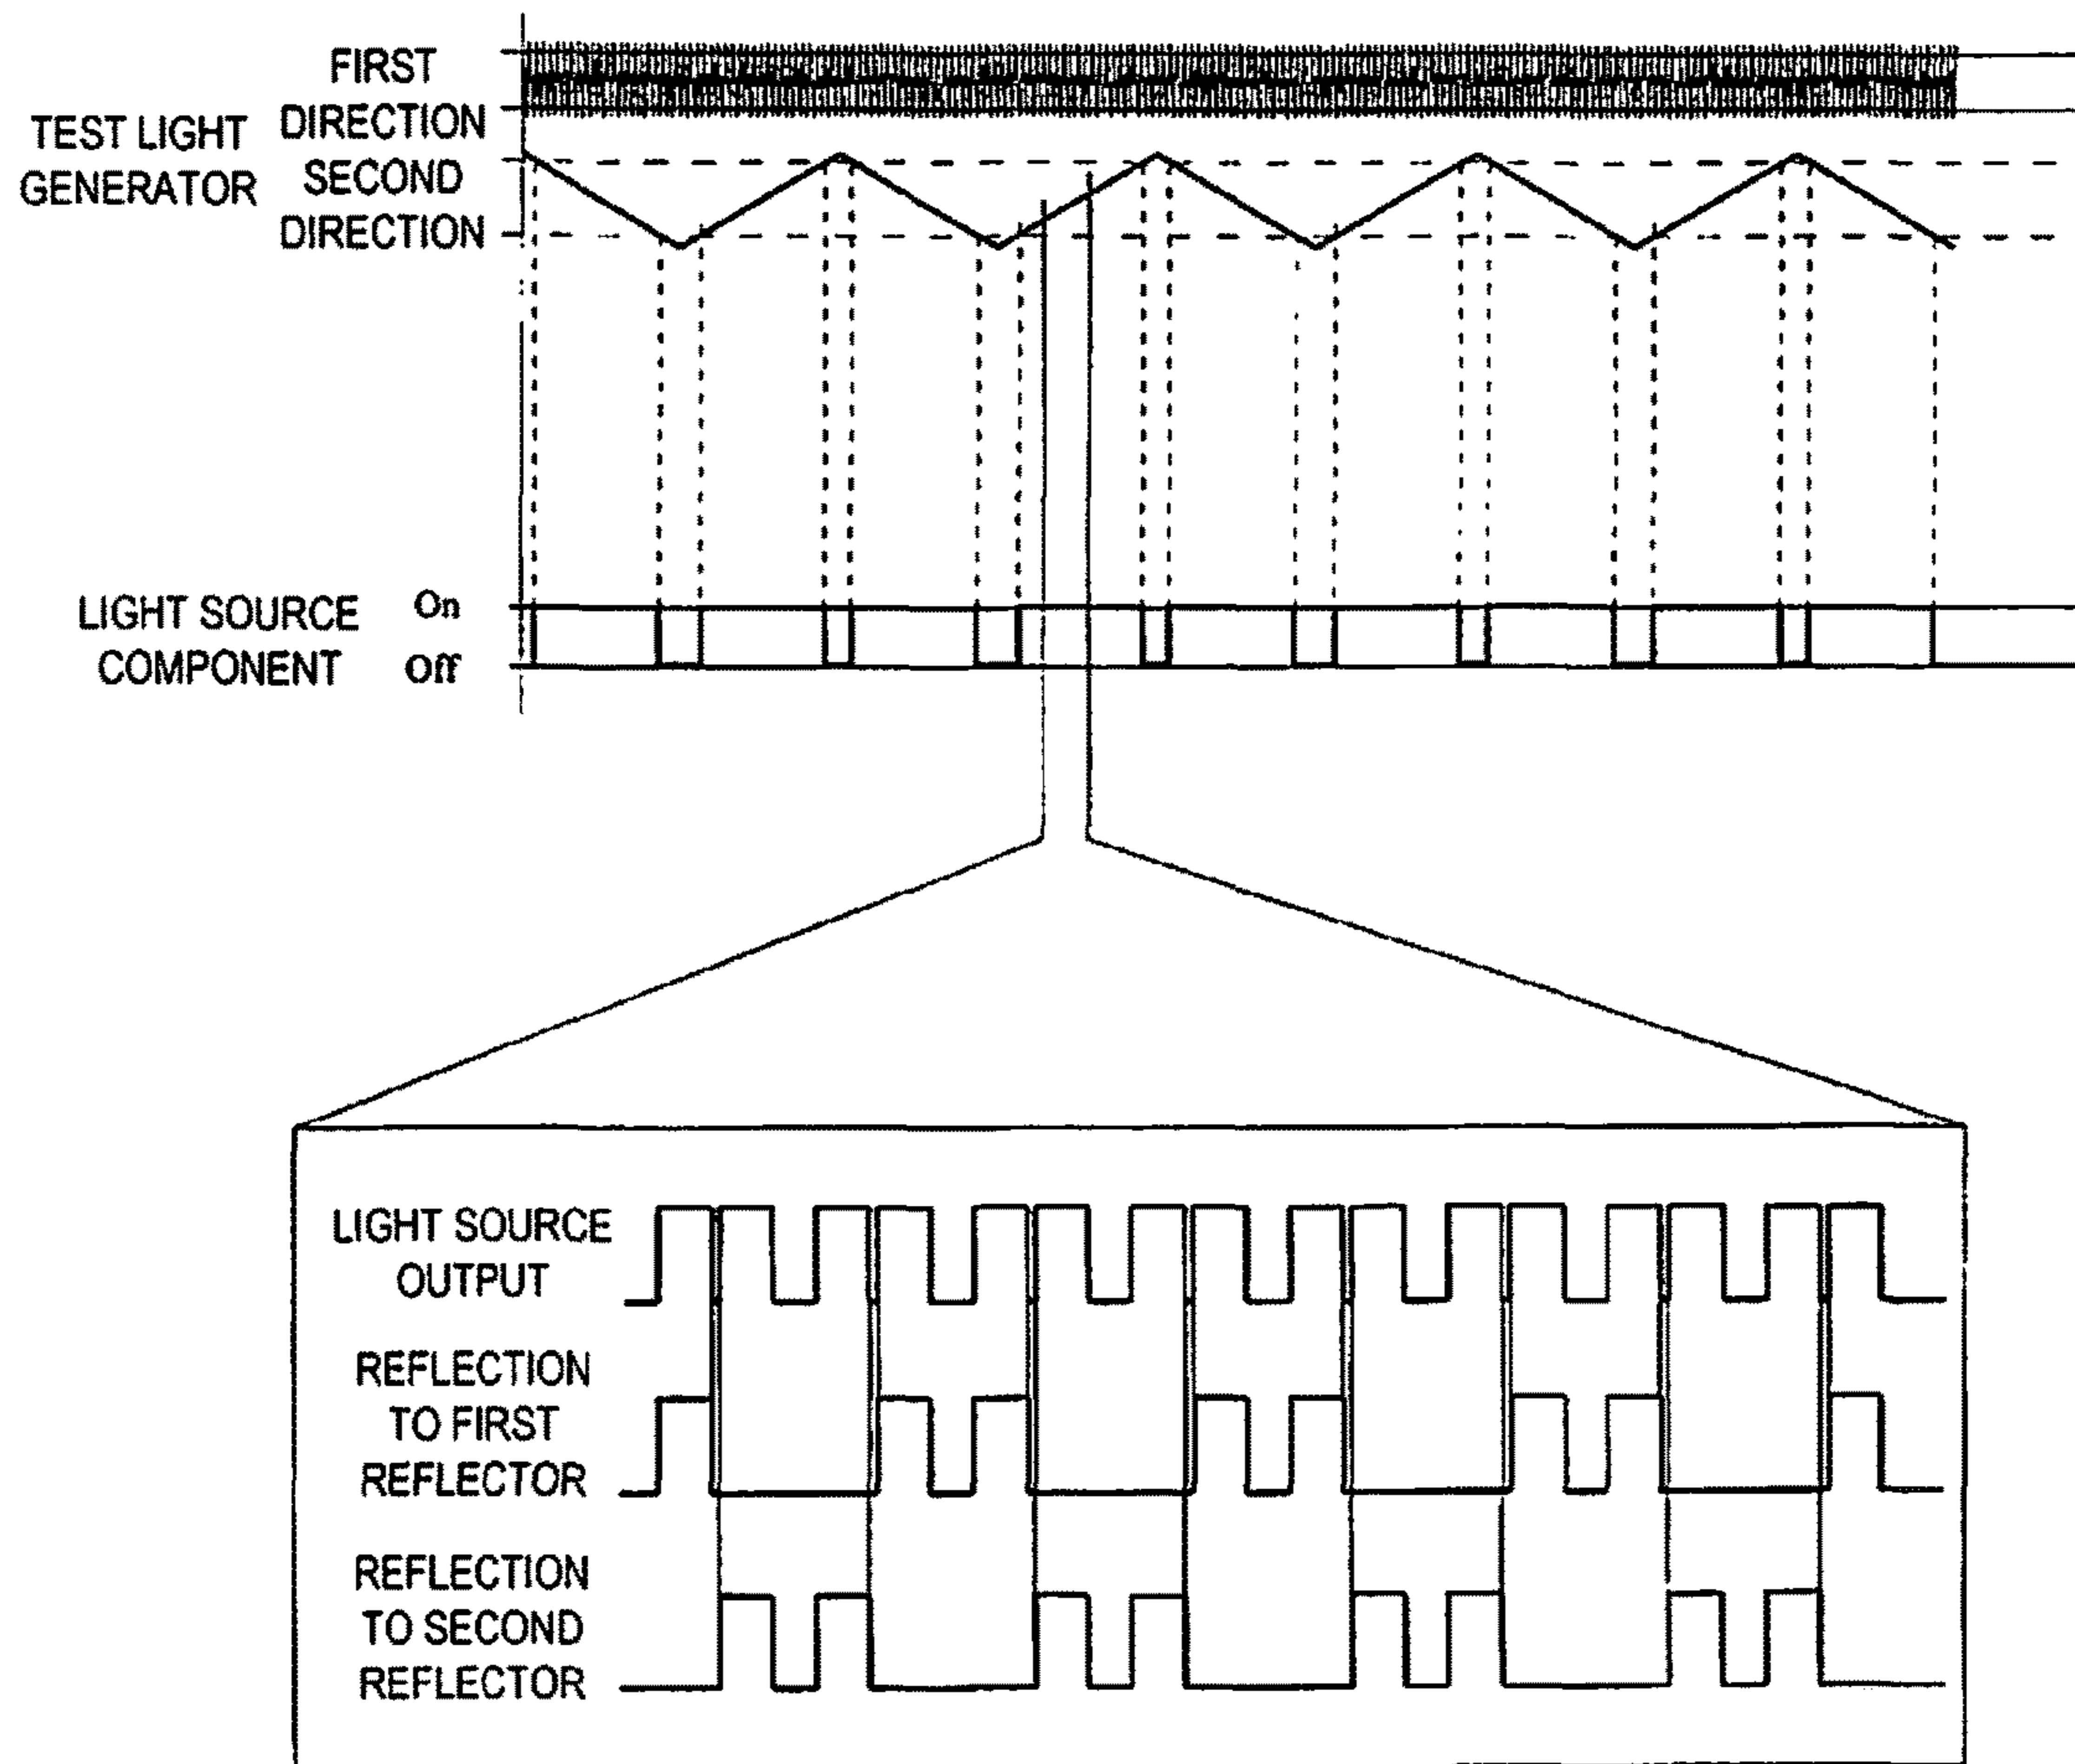 TEST LIGHT
GENERATOR
FIRST
DIRECTION
SECOND
DIRECTION
LIGHT SOURCE
COMPONENT
On
Off
LIGHT SOURCE
OUTPUT
REFLECTION
TO FIRST
REFLECTOR
REFLECTION
TO SECOND
REFLECTOR